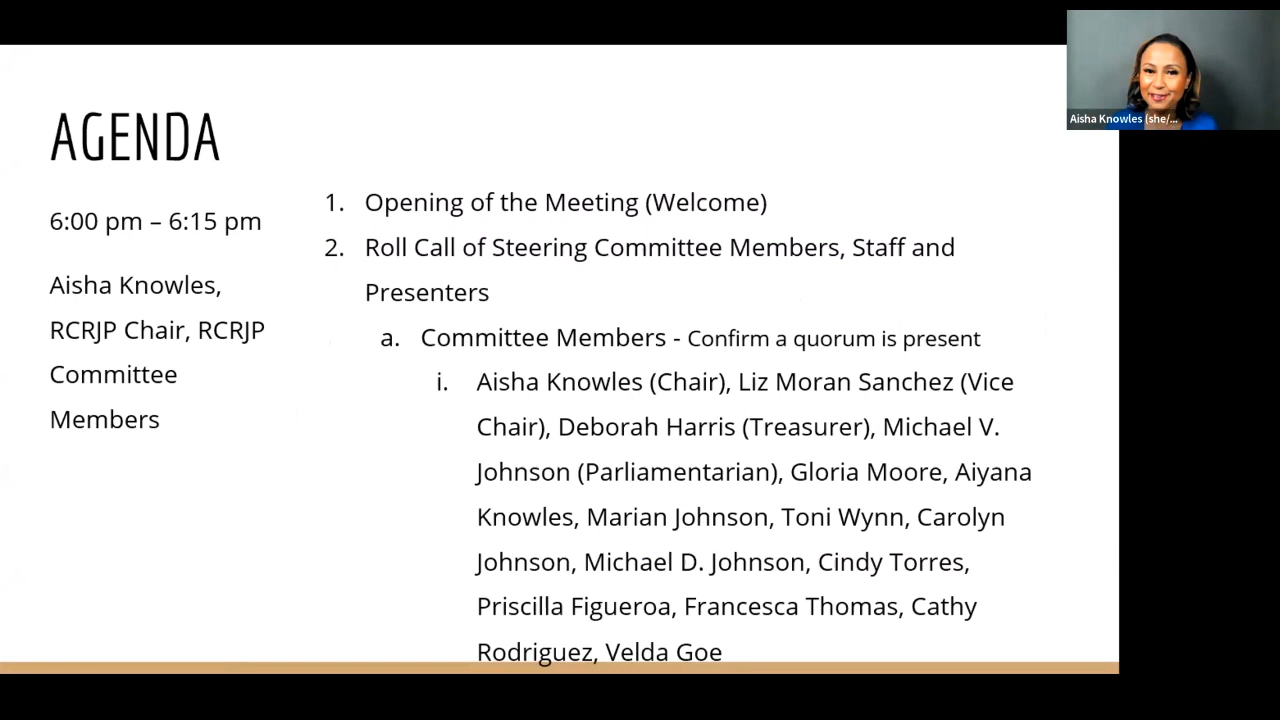 AGENDA
6:00 pm – 6:15 pm
Aisha Knowles,
RCRJP Chair, RCRJP
Committee
Members
1. Opening of the Meeting (Welcome)
2. Roll Call of Steering Committee Members, Staff and
Presenters
a. Committee Members - Confirm a quorum is present
i. Aisha Knowles (Chair), Liz Moran Sanchez (Vice
Chair), Deborah Harris (Treasurer), Michael V.
Johnson (Parliamentarian), Gloria Moore, Aiyana
Knowles, Marian Johnson, Toni Wynn, Carolyn
Johnson, Michael D. Johnson, Cindy Torres,
Priscilla Figueroa, Francesca Thomas, Cathy
Rodriguez, Velda Goe
Aisha Knowles (she/...